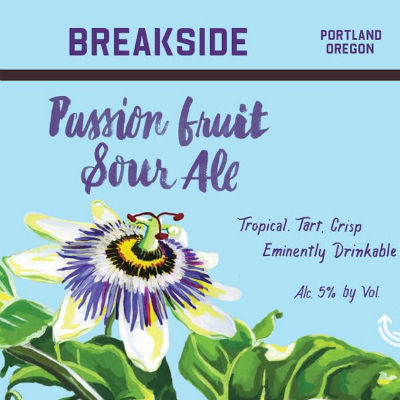 BREAKSIDE
PORTLAND
OREGON
Passion fruit
Sour Ale
Tropical. Tart. Crisp
Eminently Drinkable
Alc. 5% by Vol.